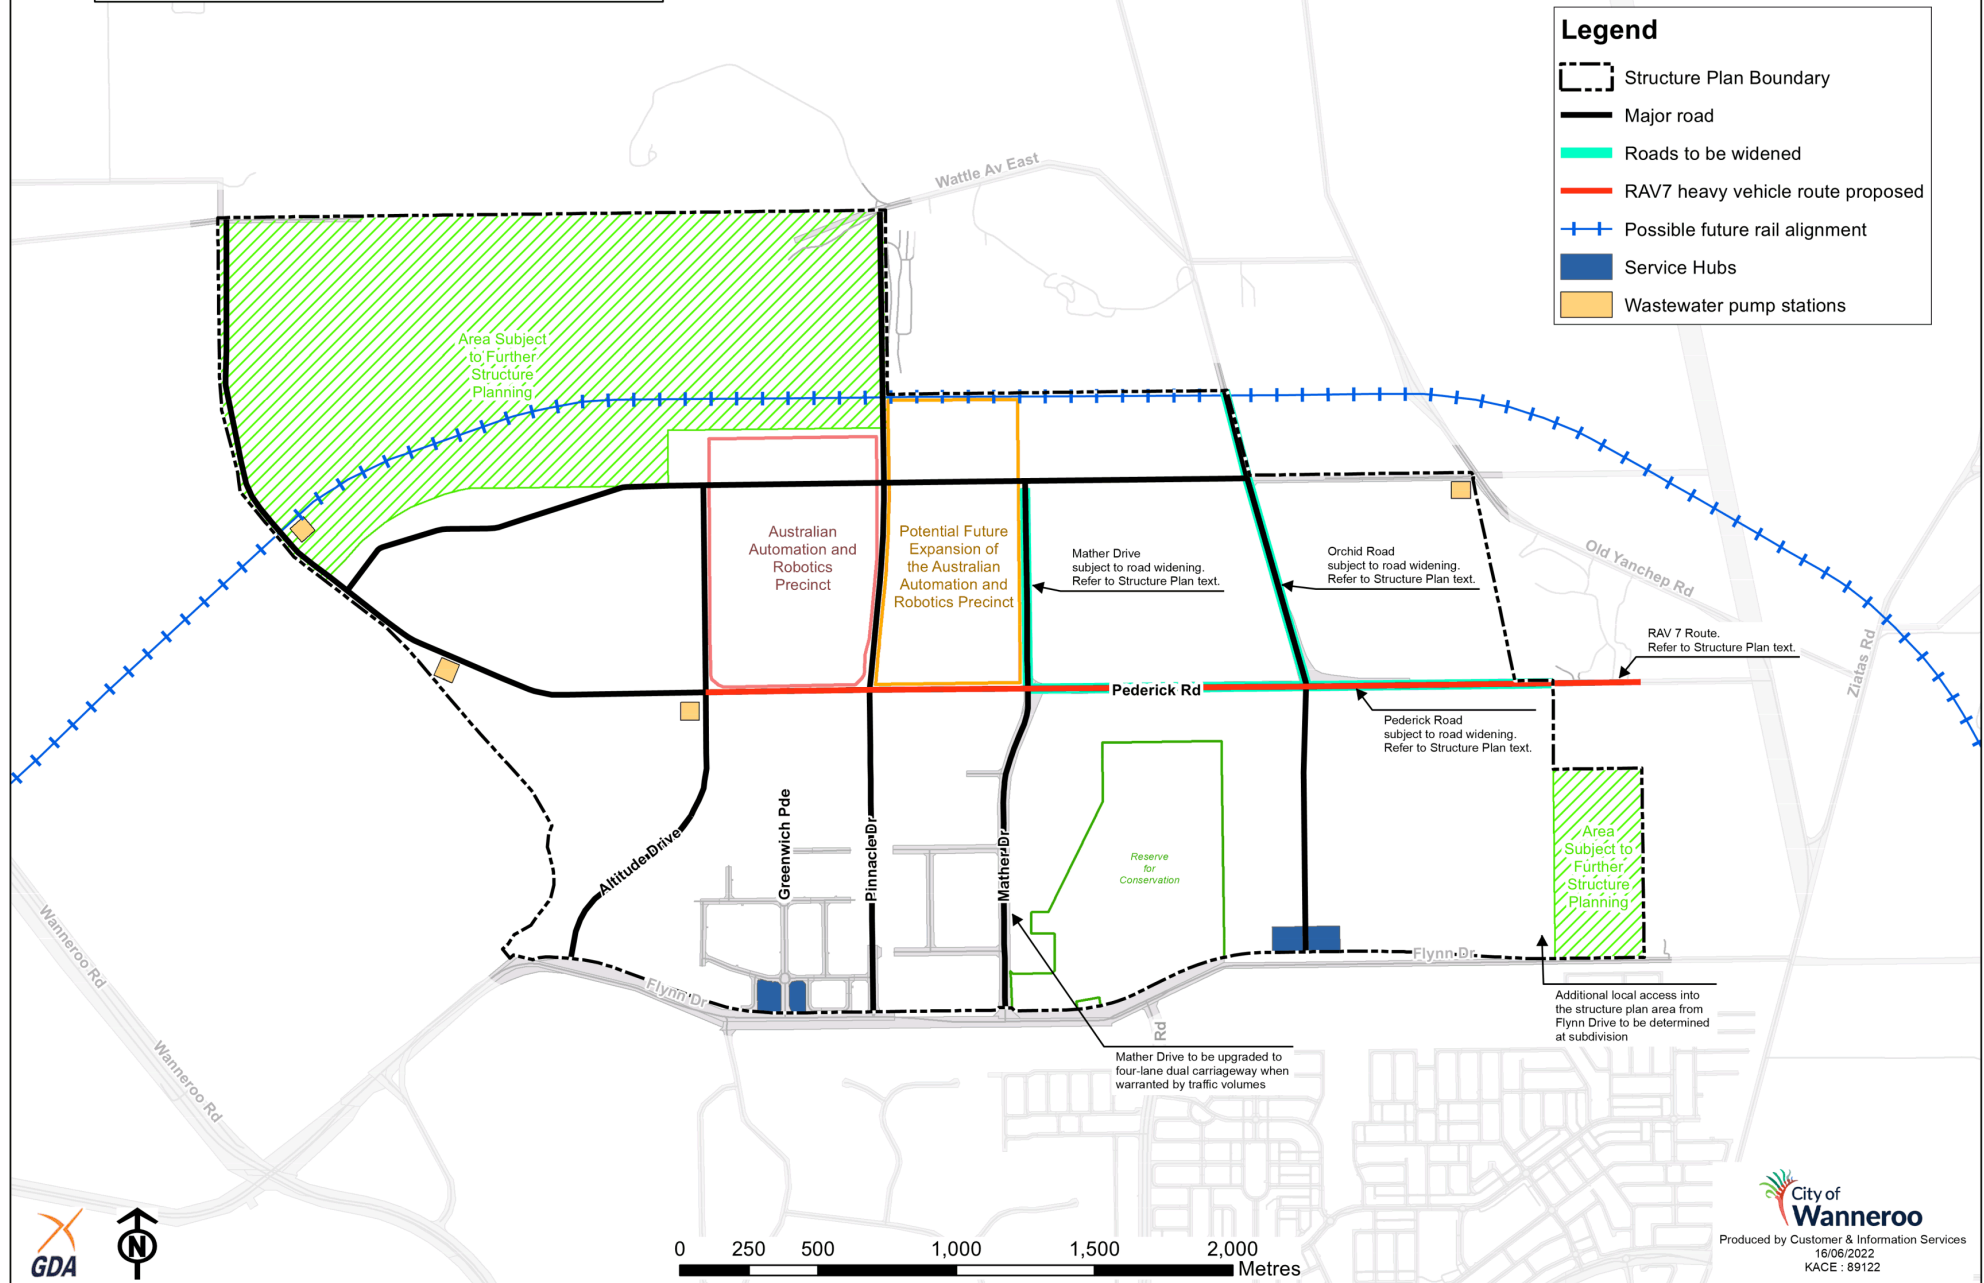 Legend
Structure Plan Boundary
Major road
Roads to be widened
RAV7 heavy vehicle route proposed
Possible future rail alignment
Service Hubs
Wastewater pump stations
Wattle Av East
Area Subject
to Further
Structure
Planning
Australian
Automation and
Robotics
Precinct
Potential Future
Expansion of
the Australian
Automation and
Robotics Precinct
Mather Drive
subject to road widening.
Refer to Structure Plan text.
Orchid Road
subject to road widening.
Refer to Structure Plan text.
Old Yanchep Rd
RAV 7 Route.
Refer to Structure Plan text.
Ziatas Rd
Pederick Rd
Pederick Road
subject to road widening.
Refer to Structure Plan text.
Altitude Drive
Greenwich Pde
Pinnacle Dr
Mather Dr
Reserve
for
Conservation
Area
Subject to
Further
Structure
Planning
Wanneroo Rd
Flynn Dr
Flynn Dr
Additional local access into
the structure plan area from
Flynn Drive to be determined
at subdivision
Rd
Wanneroo Rd
Mather Drive to be upgraded to
four-lane dual carriageway when
warranted by traffic volumes
GDA
N
0 250 500 1,000 1,500 2,000
Metres
City of
Wanneroo
Produced by Customer & Information Services
16/06/2022
KACE : 89122